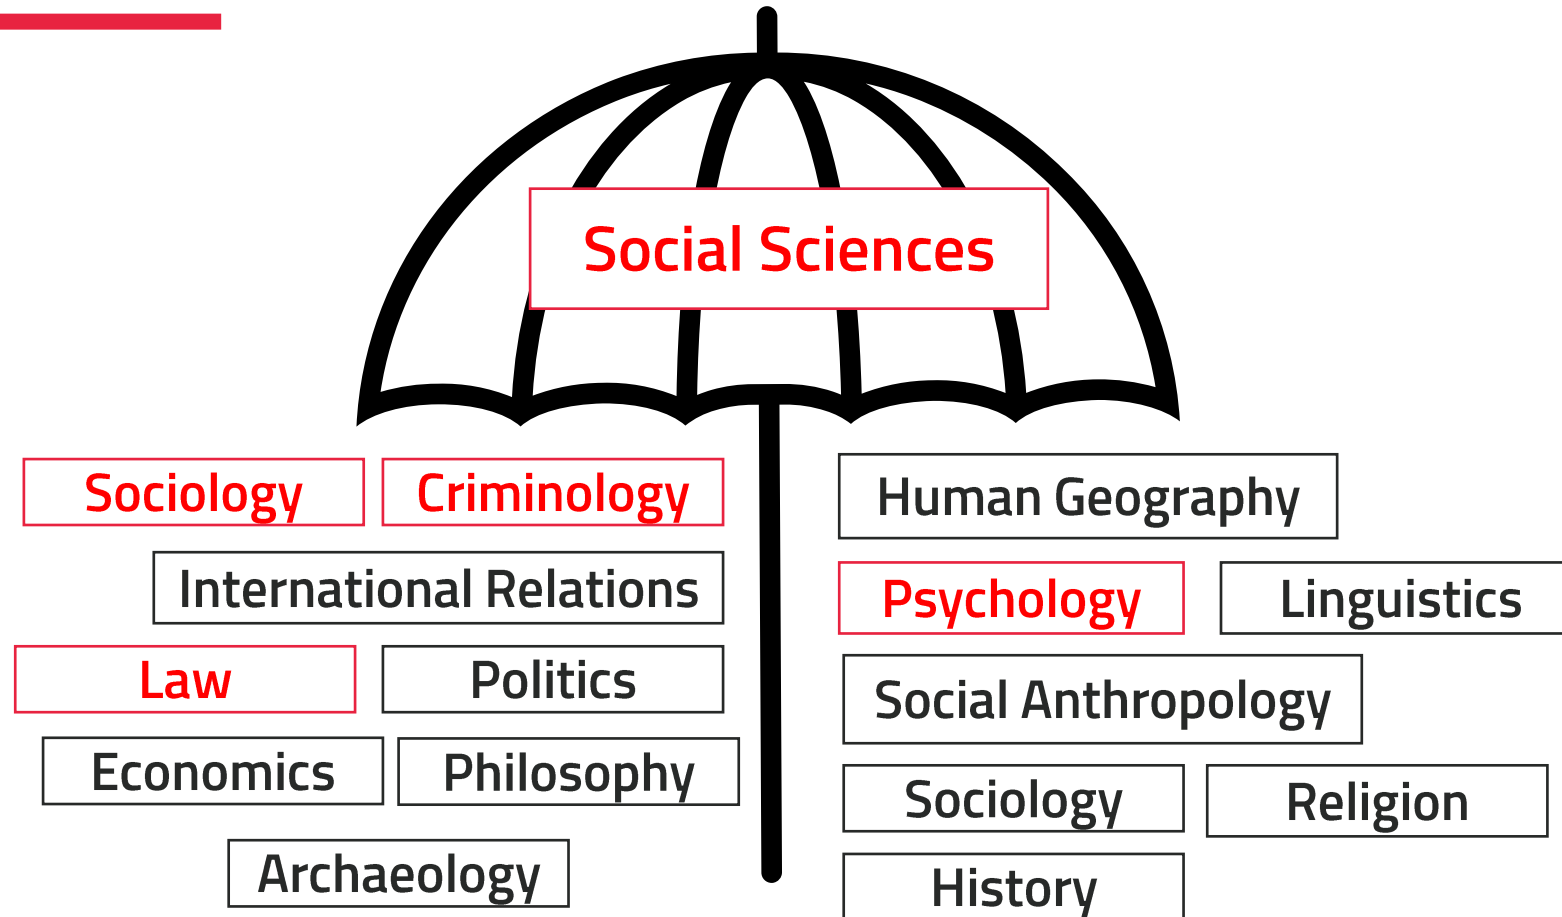 Social Sciences
Sociology
Criminology
International Relations
Law
Politics
Economics
Philosophy
Archaeology
Human Geography
Psychology
Linguistics
Social Anthropology
Sociology
Religion
History